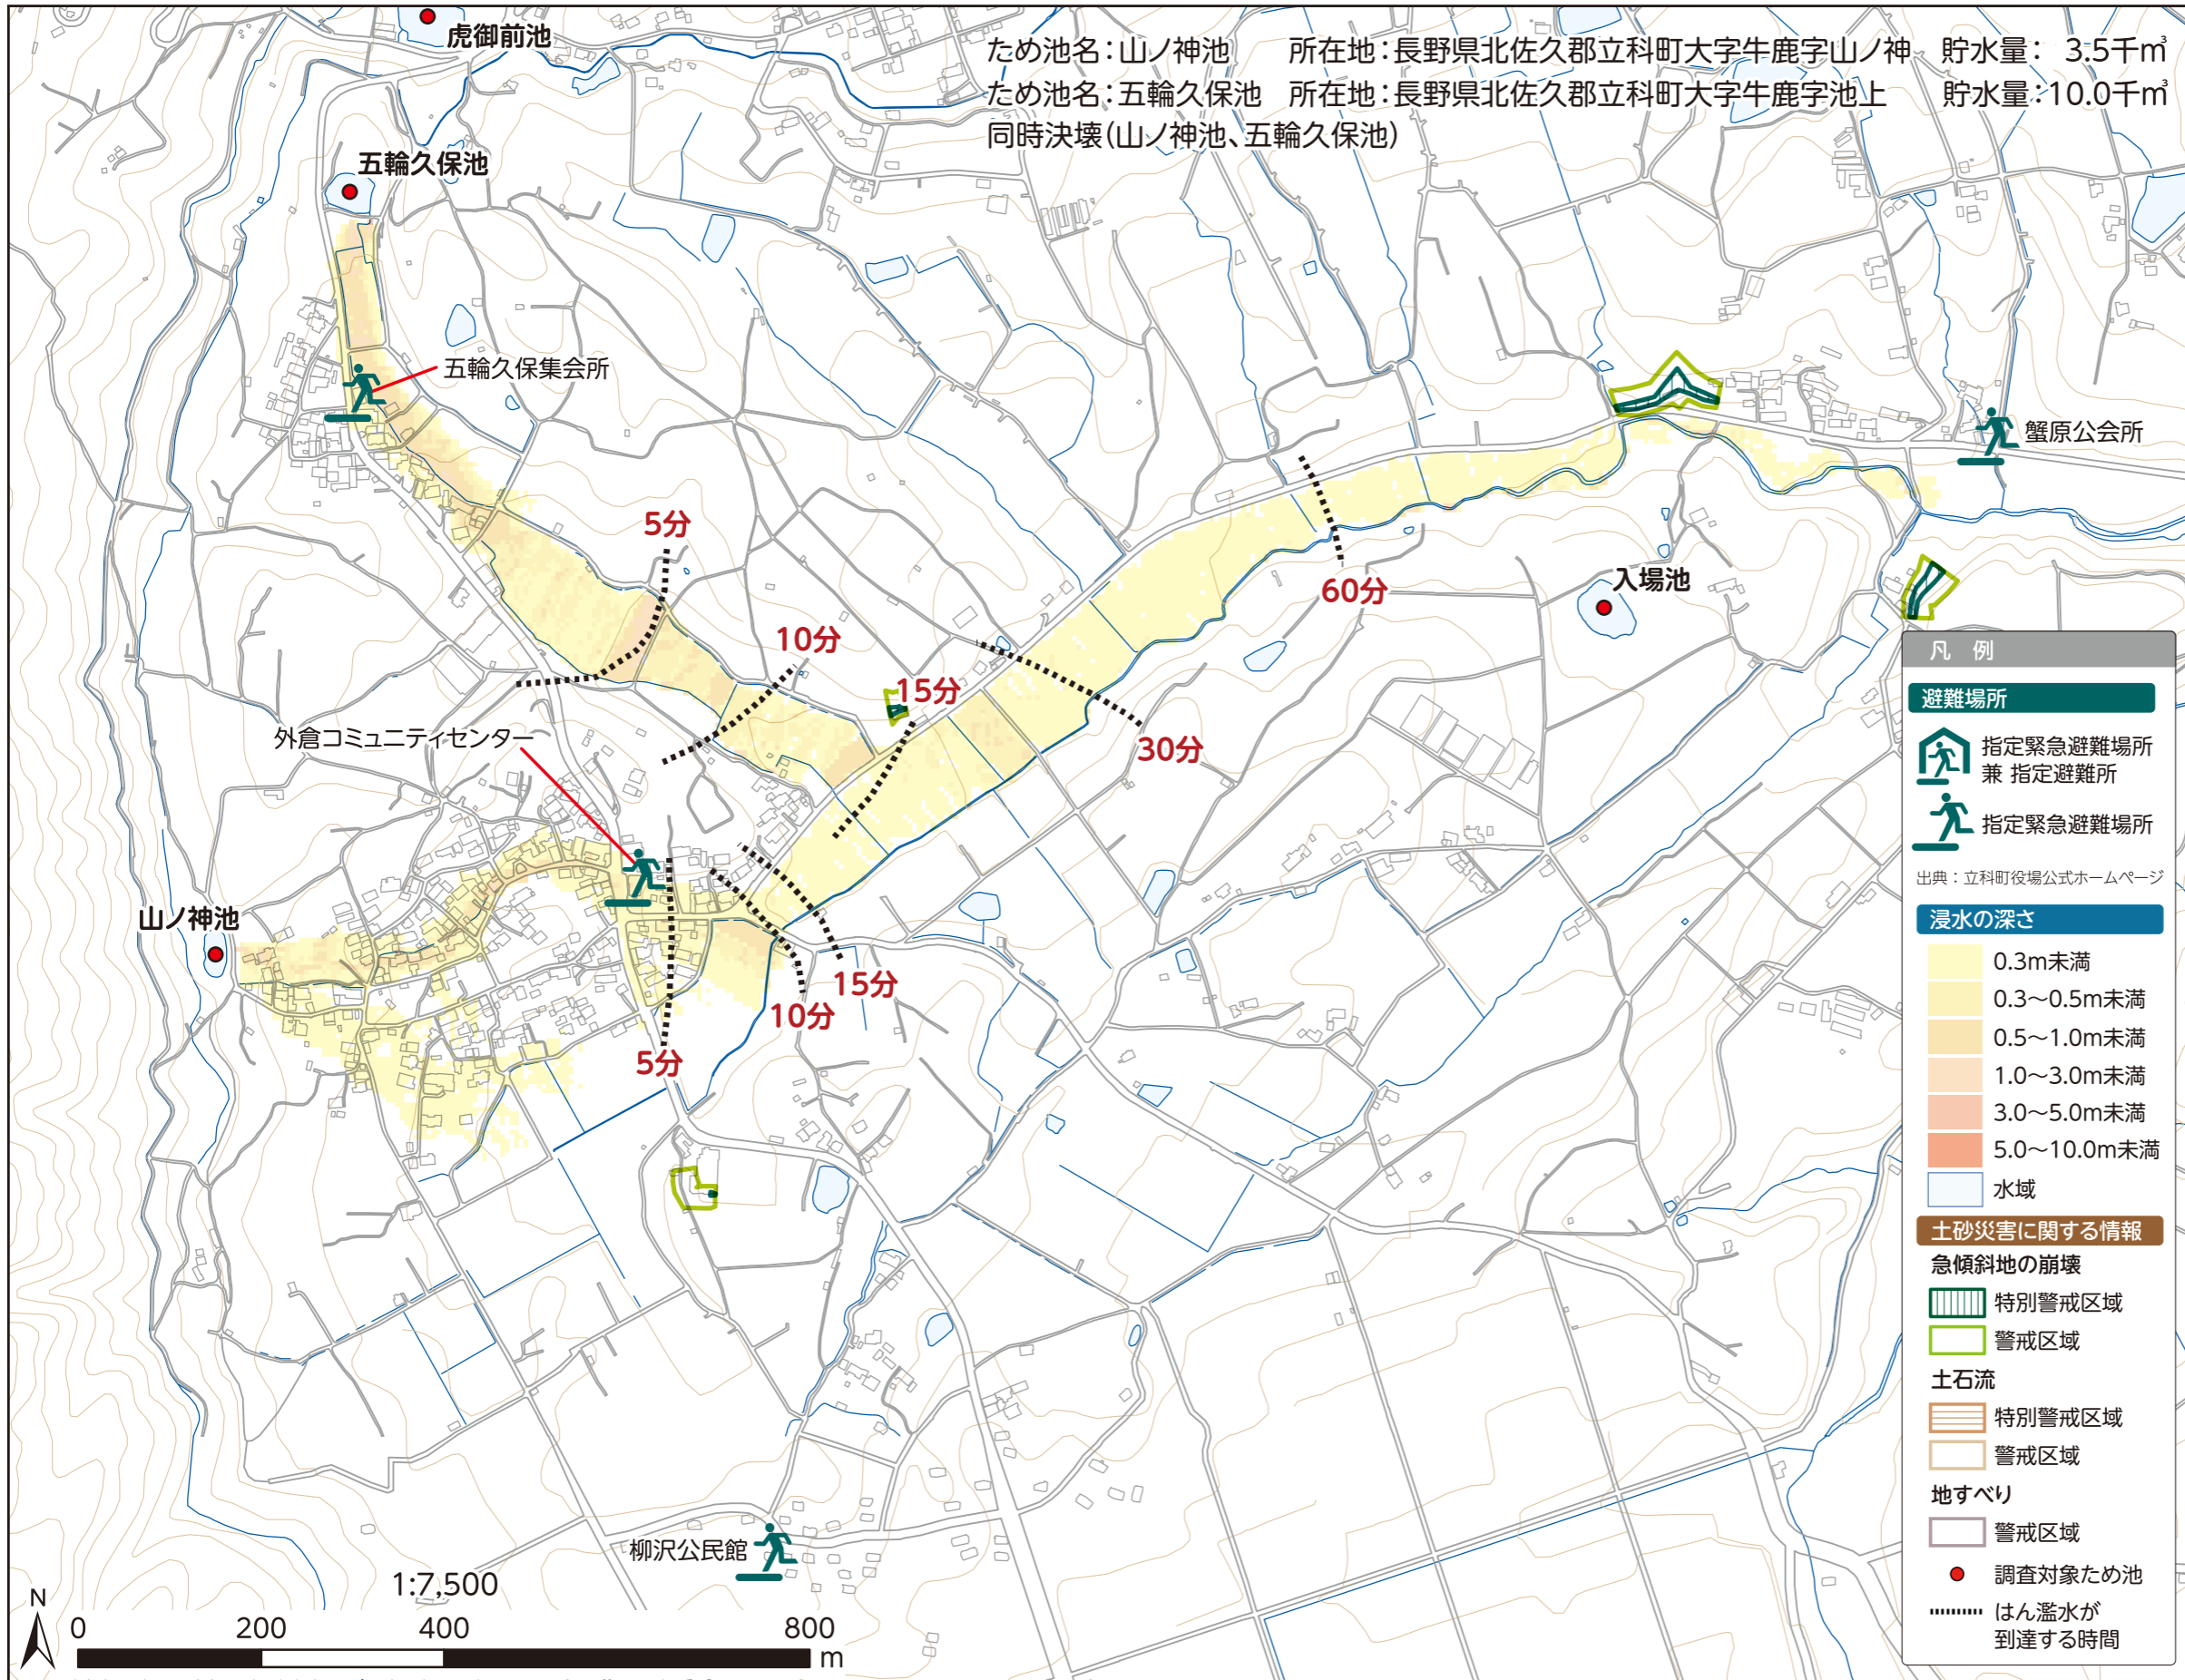 ため池名：山ノ神池　所在地：長野県北佐久郡立科町大字牛鹿字山ノ神　貯水量： 3.5千㎥
ため池名：五輪久保池　所在地：長野県北佐久郡立科町大字牛鹿字池上　貯水量：10.0千㎥
同時決壊（山ノ神池、五輪久保池）
虎御前池
五輪久保池
五輪久保集会所
蟹原公会所
5分
60分
入場池
10分
15分
外倉コミュニティセンター
30分
山ノ神池
15分
10分
5分
柳沢公民館
凡　例
避難場所
指定緊急避難場所
兼 指定避難所
指定緊急避難場所
出典：立科町役場公式ホームページ
浸水の深さ
0.3m未満
0.3〜0.5m未満
0.5〜1.0m未満
1.0〜3.0m未満
3.0〜5.0m未満
5.0〜10.0m未満
水域
土砂災害に関する情報
急傾斜地の崩壊
特別警戒区域
警戒区域
土石流
特別警戒区域
警戒区域
地すべり
警戒区域
調査対象ため池
はん濫水が
到達する時間
1:7,500
N
0 200 400 800
m